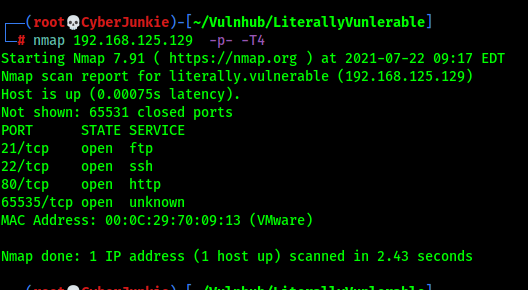 ┌──(root💀CyberJunkie)-[~/Vulnhub/LiterallyVunlerable]
└─# nmap 192.168.125.129  -p- -T4
Starting Nmap 7.91 ( https://nmap.org ) at 2021-07-22 09:17 EDT
Nmap scan report for literally.vulnerable (192.168.125.129)
Host is up (0.00075s latency).
Not shown: 65531 closed ports
PORT      STATE SERVICE
21/tcp    open  ftp
22/tcp    open  ssh
80/tcp    open  http
65535/tcp open  unknown
MAC Address: 00:0C:29:70:09:13 (VMware)
Nmap done: 1 IP address (1 host up) scanned in 2.43 seconds
┌──(root💀CyberJunkie)-[~/Vulnhub/LiterallyVunlerable]